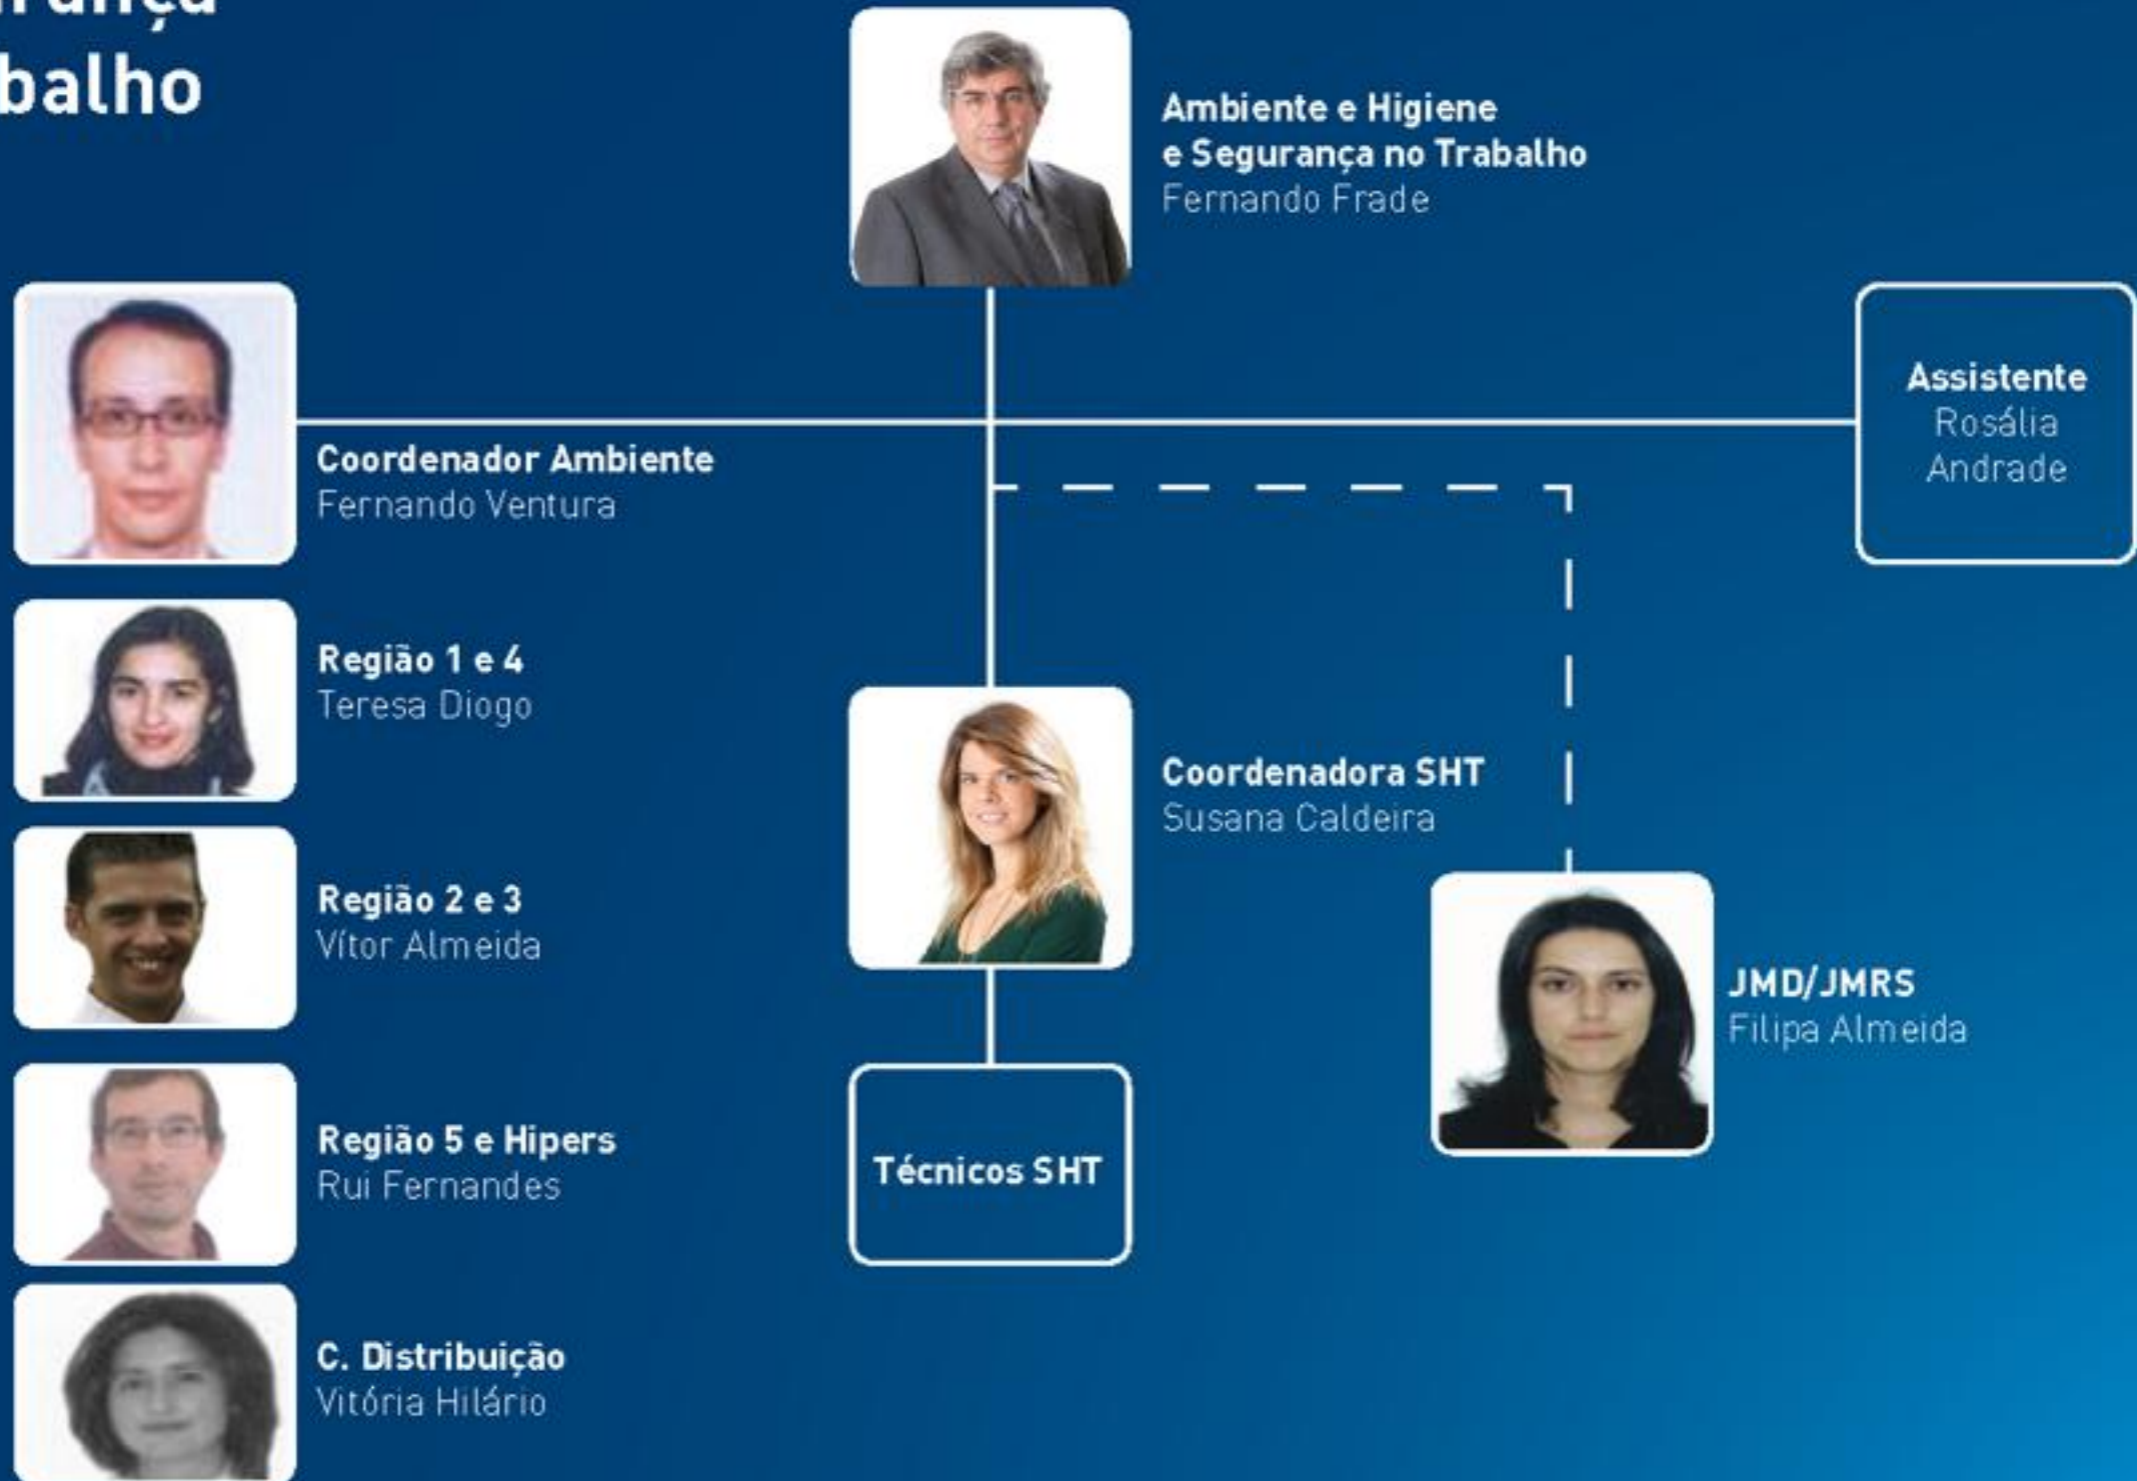 balho
Ambiente e Higiene
e Segurança no Trabalho
Fernando Frade
Assistente
Rosália
Andrade
Coordenador Ambiente
Fernando Ventura
Região 1 e 4
Teresa Diogo
Coordenadora SHT
Susana Caldeira
Região 2 e 3
Vítor Almeida
JMD/JMRS
Filipa Almeida
Região 5 e Hipers
Rui Fernandes
Técnicos SHT
C. Distribuição
Vitória Hilário